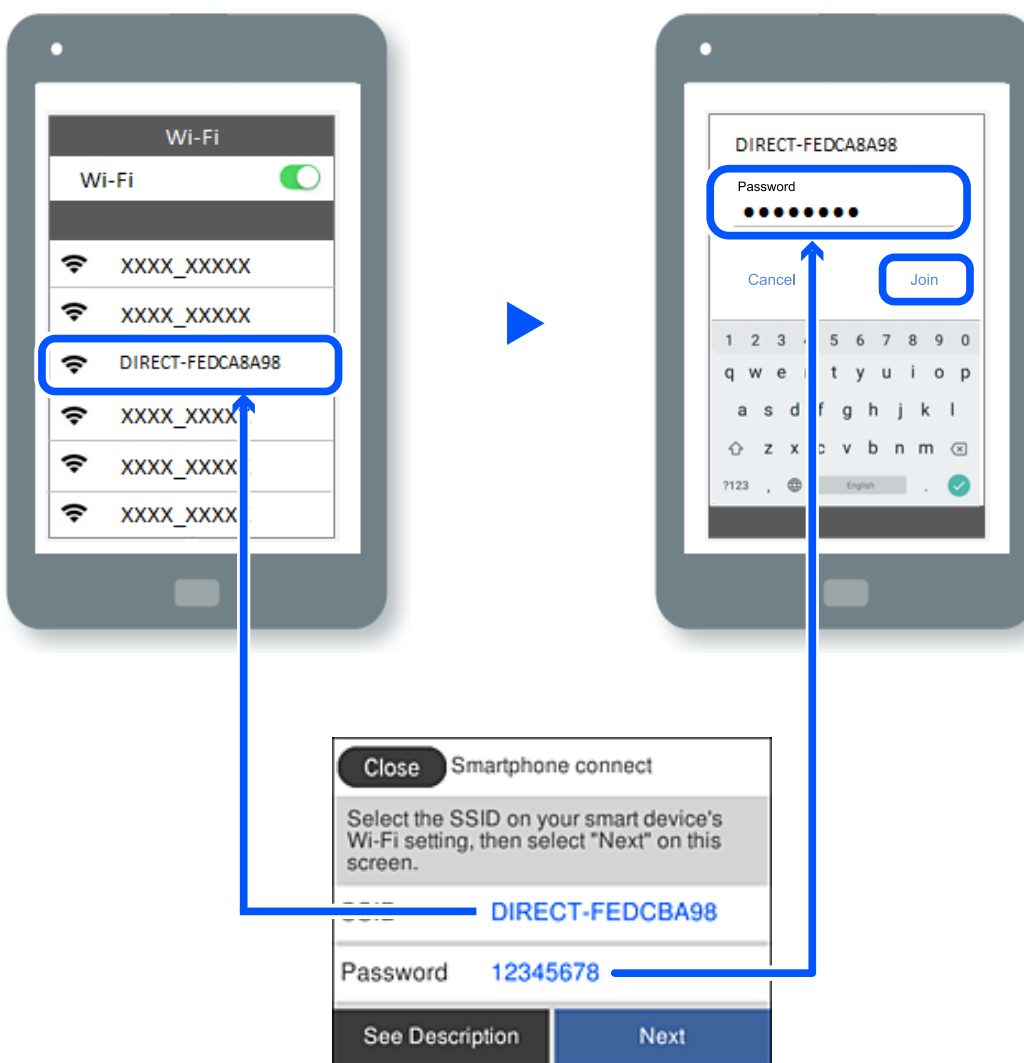 Wi-Fi
Wi-Fi
XXXX_XXXXX
XXXX_XXXXX
DIRECT-FEDCA8A98
XXXX_XXXX
XXXX_XXXX
XXXX_XXXX
DIRECT-FEDCA8A98
Password
Cancel
Join
1 2 3 4 5 6 7 8 9 0
q w e r t y u i o p
a s d f g h j k l
z x c v b n m
?123 , English .
Close Smartphone connect
Select the SSID on your smart device's
Wi-Fi setting, then select "Next" on this
screen.
SSID DIRECT-FEDCBA98
Password 12345678
See Description Next